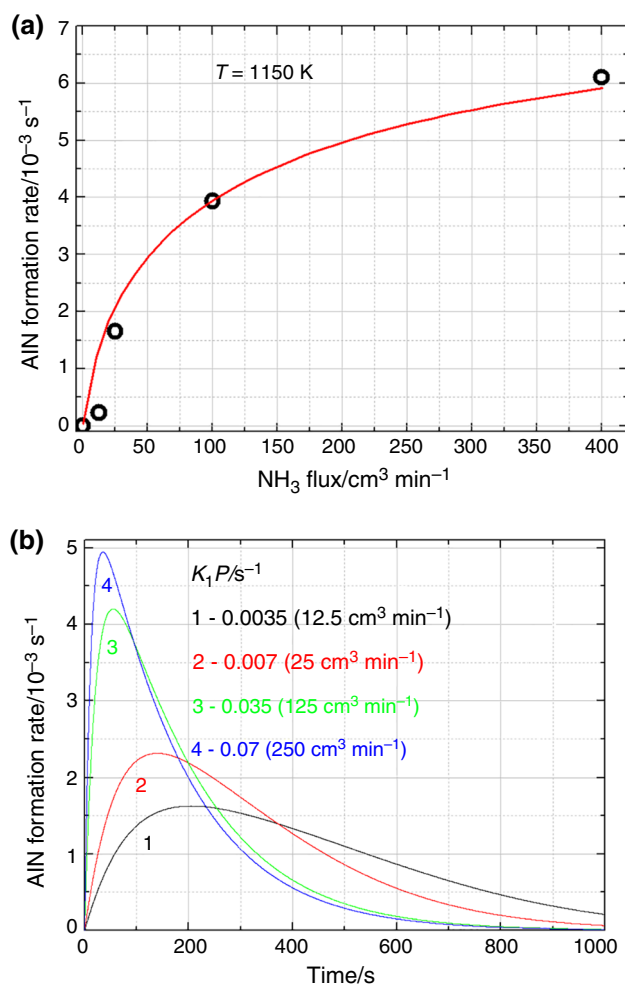 (a)
7
6
5
4
3
2
1
0
T = 1150 K
AlN formation rate/10⁻³ s⁻¹
0 50 100 150 200 250 300 350 400
NH₃ flux/cm³ min⁻¹
(b)
5
4
3
2
1
0
AlN formation rate/10⁻³ s⁻¹
K₁P/s⁻¹
1 - 0.0035 (12.5 cm³ min⁻¹)
2 - 0.007 (25 cm³ min⁻¹)
3 - 0.035 (125 cm³ min⁻¹)
4 - 0.07 (250 cm³ min⁻¹)
4
3
2
1
0 200 400 600 800 1000
Time/s